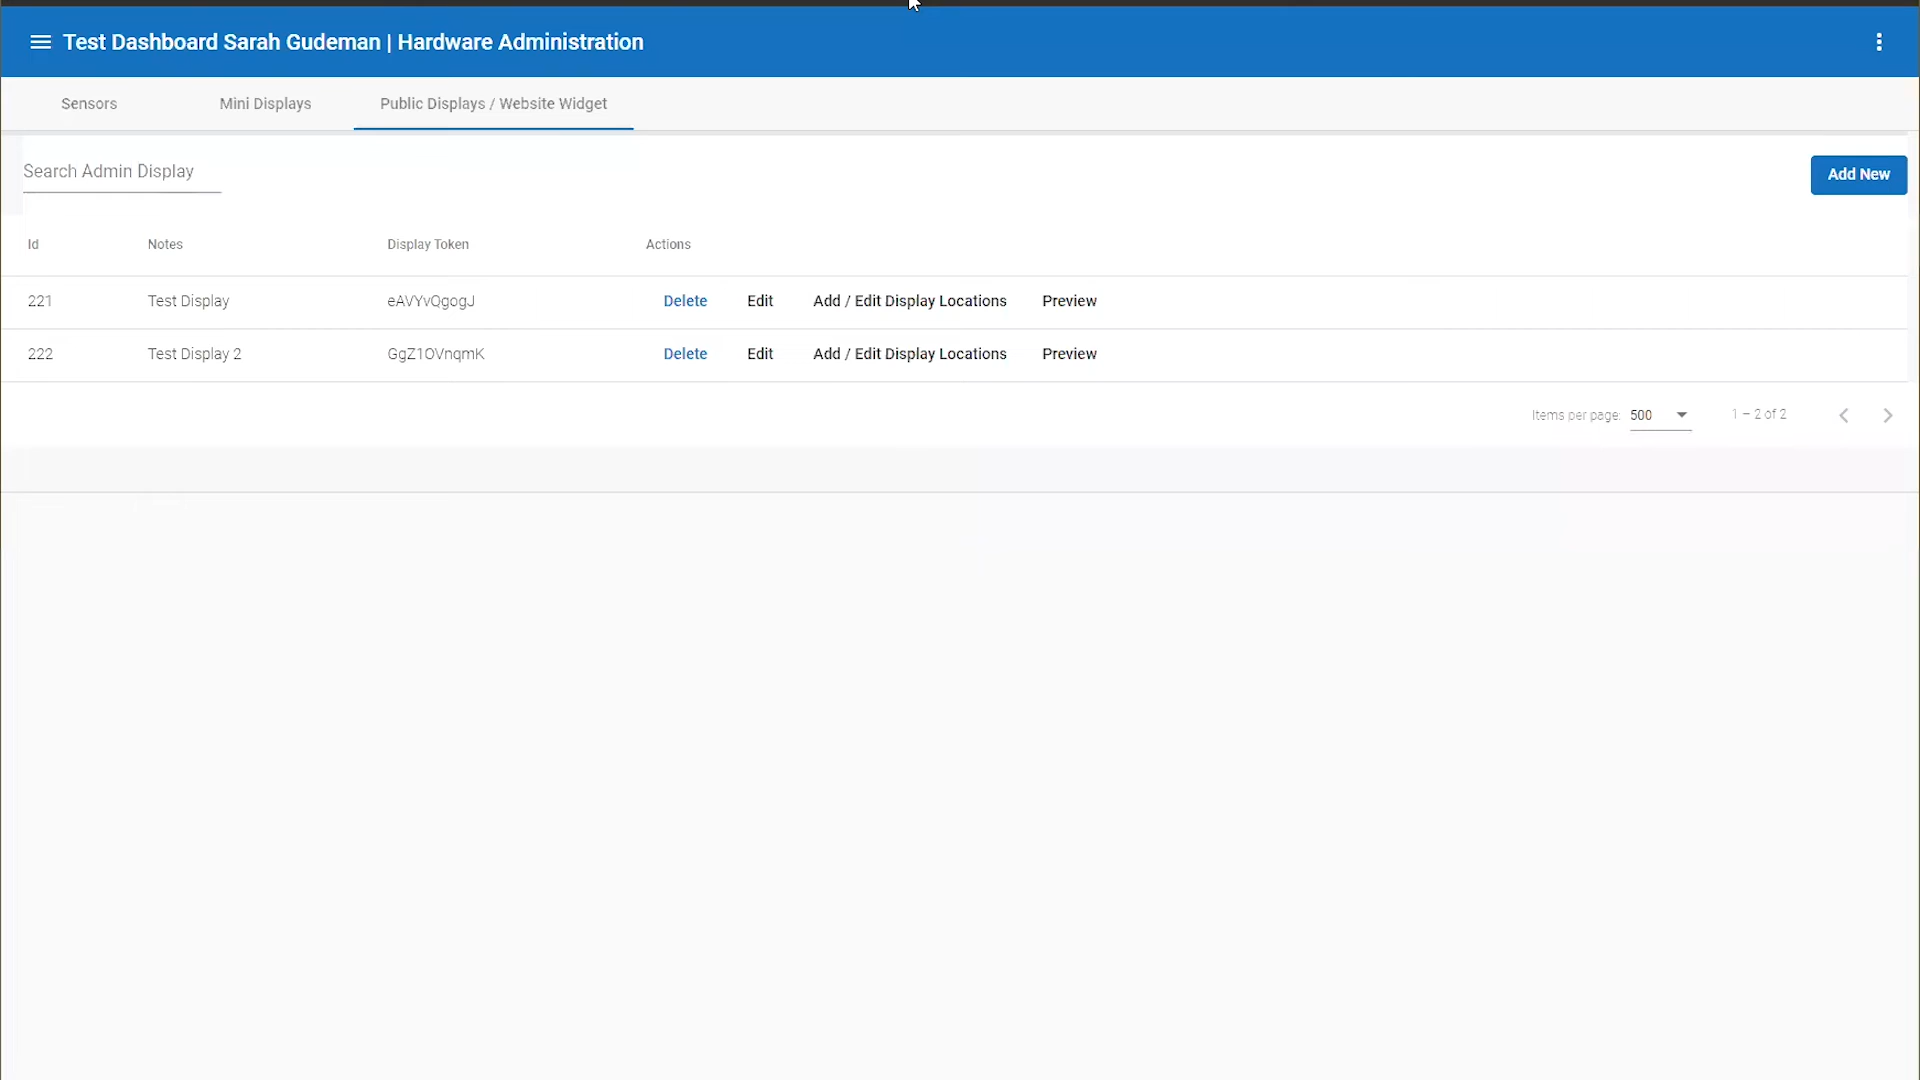 Test Dashboard Sarah Gudeman | Hardware Administration
Sensors Mini Displays Public Displays / Website Widget
Search Admin Display
Add New
Id Notes Display Token Actions
221 Test Display eAVYvQgogJ Delete Edit Add / Edit Display Locations Preview
222 Test Display 2 GgZ1OVnqmK Delete Edit Add / Edit Display Locations Preview
Items per page: 500 1 – 2 of 2